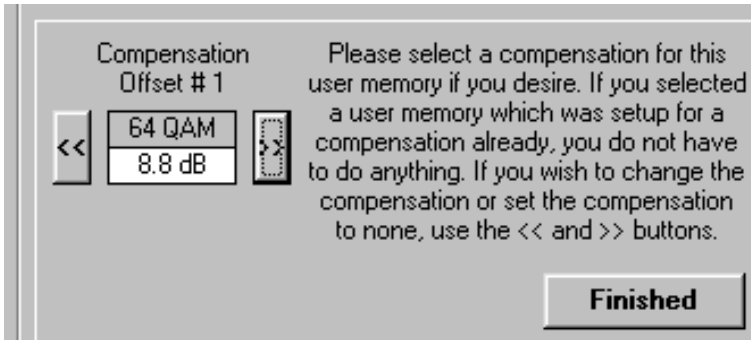 Compensation
Offset # 1
<<
64 QAM
8.8 dB
>>
Please select a compensation for this
user memory if you desire. If you selected
a user memory which was setup for a
compensation already, you do not have
to do anything. If you wish to change the
compensation or set the compensation
to none, use the << and >> buttons.
Finished